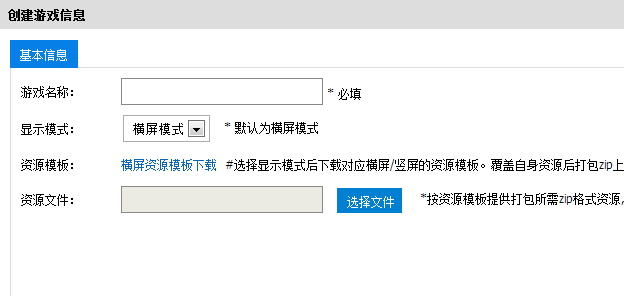 创建游戏信息
基本信息
游戏名称： * 必填
显示模式： 横屏模式 * 默认为横屏模式
资源模板： 横屏资源模板下载 #选择显示模式后下载对应横屏/竖屏的资源模板。覆盖自身资源后打包zip上
资源文件： 选择文件 *按资源模板提供打包所需zip格式资源,